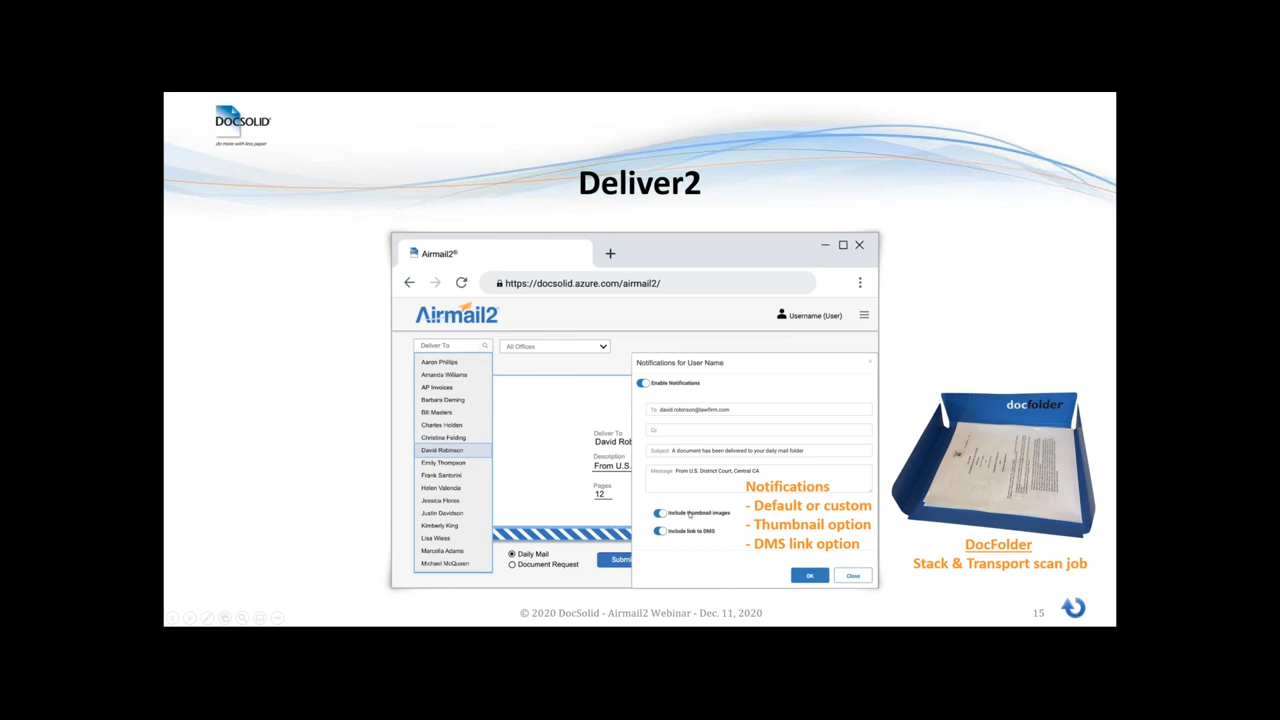 DOCSOLID®
do more with less paper
Deliver2
Airmail2®
https://docsolid.azure.com/airmail2/
Airmail2
Username (User)
Deliver To
All Offices
Aaron Phillips
Amanda Williams
AP Invoices
Barbara Deming
Bill Masters
Charles Holden
Christina Felding
David Robinson
Emily Thompson
Frank Santorini
Helen Valencia
Jessica Flores
Justin Davidson
Kimberly King
Lisa Wiess
Marcella Adams
Michael McQueen
Deliver To
David Rob
Description
From U.S.
Pages
12
Daily Mail
Document Request
Submi
Notifications for User Name
Enable Notifications
To david.robinson@lawfirm.com
Cc
Subject A document has been delivered to your daily mail folder
Message From U.S. District Court, Central CA
Include thumbnail images
Include link to DMS
OK
Close
Notifications
- Default or custom
- Thumbnail option
- DMS link option
docfolder
DocFolder
Stack & Transport scan job
© 2020 DocSolid - Airmail2 Webinar - Dec. 11, 2020
15